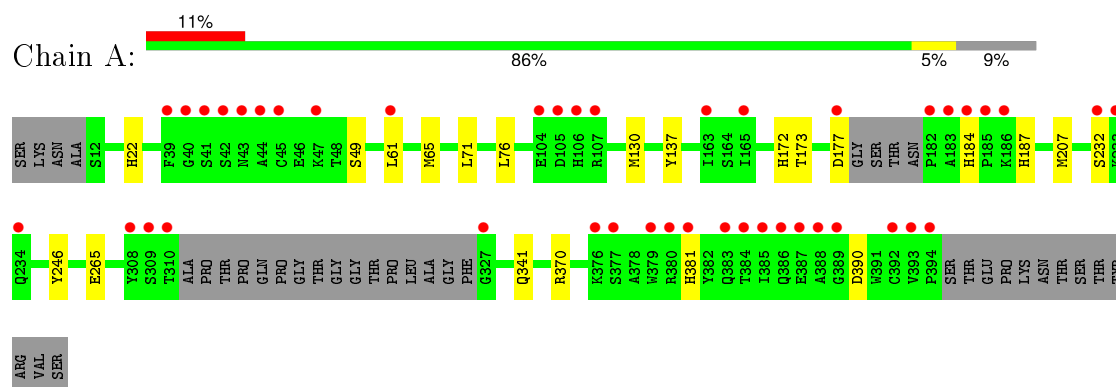 11%
Chain A:
86% 5% 9%
SER LYS ASN ALA S12 H22 F39 G40 S41 S42 N43 A44 C45 E46 K47 T48 S49 L61 M65 L71 L76 E104 D105 H106 R107 M130 Y137 I163 S164 I165 H172 T173 D177 GLY SER THR ASN P182 A183 H184 P185 K186 H187 M207 S232
Q234 Y246 E265 Y308 S309 T310 ALA PRO THR PRO GLN PRO GLY THR GLY GLY THR PRO LEU ALA GLY PHE G327 Q341 R370 K376 S377 A378 W379 R380 H381 Y382 Q383 T384 I385 Q386 E387 A388 G389 D390 W391 C392 V393 P394 SER THR GLU PRO LYS ASN THR SER THR
ARG VAL SER